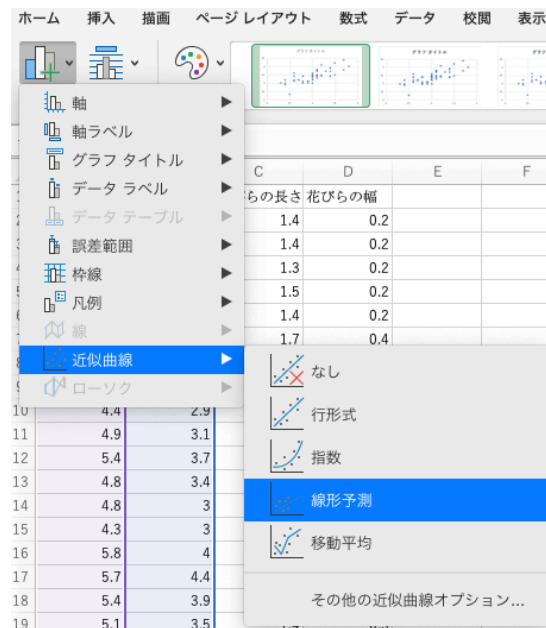 ホーム 挿入 描画 ページ レイアウト 数式 データ 校閲 表示
軸
軸ラベル
グラフ タイトル
データ ラベル
データ テーブル
誤差範囲
枠線
凡例
線
近似曲線
ローソク
なし
行形式
指数
線形予測
移動平均
その他の近似曲線オプション...
C D E F
らの長さ 花びらの幅
1.4 0.2
1.4 0.2
1.3 0.2
1.5 0.2
1.4 0.2
1.7 0.4
10 4.4 2.9
11 4.9 3.1
12 5.4 3.7
13 4.8 3.4
14 4.8 3
15 4.3 3
16 5.8 4
17 5.7 4.4
18 5.4 3.9
19 5.1 3.5